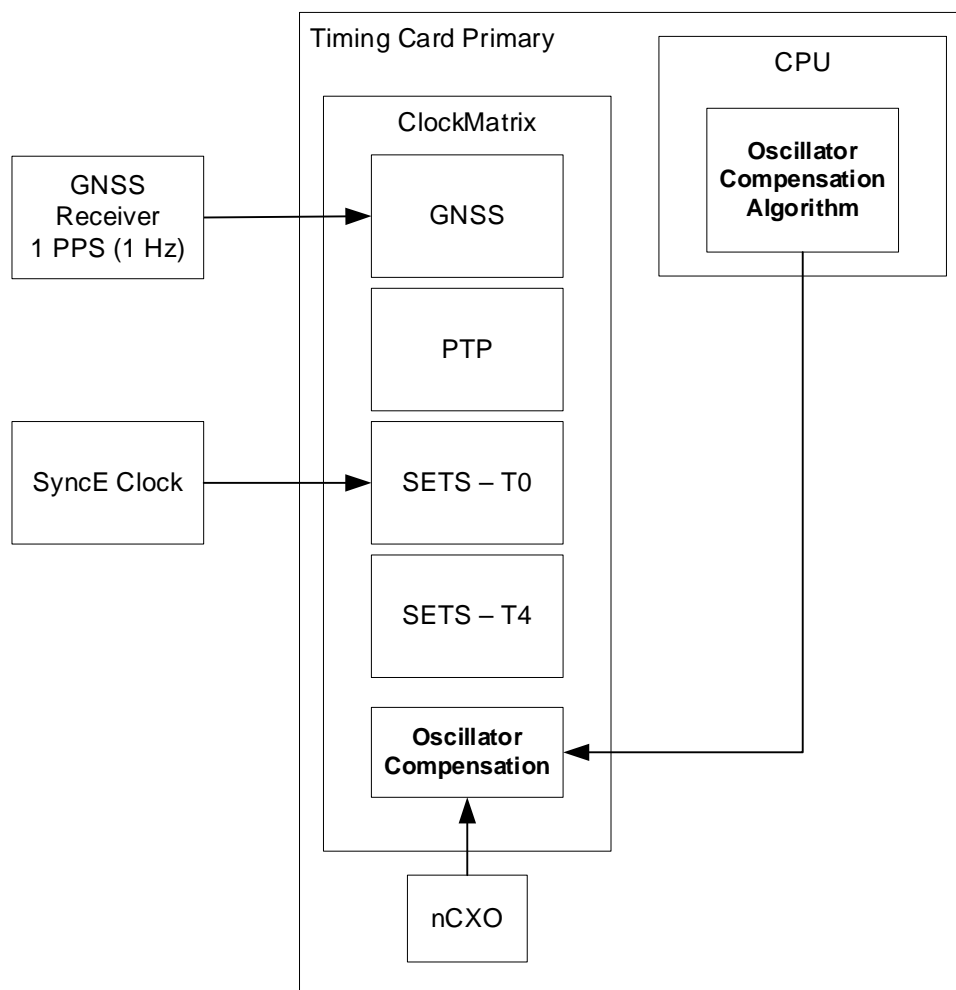 Timing Card Primary
CPU
ClockMatrix
Oscillator
Compensation
Algorithm
GNSS
Receiver
1 PPS (1 Hz)
GNSS
PTP
SyncE Clock
SETS – T0
SETS – T4
Oscillator
Compensation
nCXO